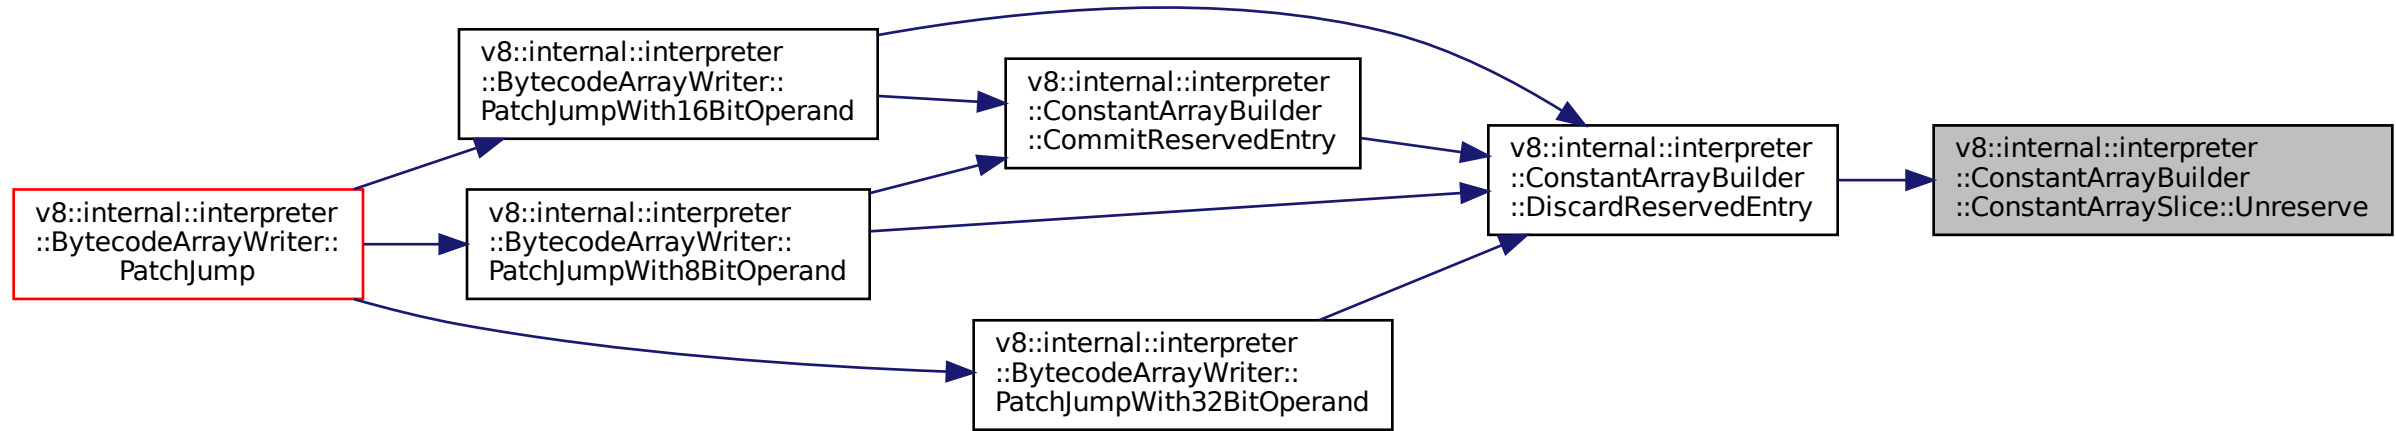 v8::internal::interpreter
::BytecodeArrayWriter::
PatchJump
v8::internal::interpreter
::BytecodeArrayWriter::
PatchJumpWith16BitOperand
v8::internal::interpreter
::BytecodeArrayWriter::
PatchJumpWith8BitOperand
v8::internal::interpreter
::ConstantArrayBuilder
::CommitReservedEntry
v8::internal::interpreter
::BytecodeArrayWriter::
PatchJumpWith32BitOperand
v8::internal::interpreter
::ConstantArrayBuilder
::DiscardReservedEntry
v8::internal::interpreter
::ConstantArrayBuilder
::ConstantArraySlice::Unreserve